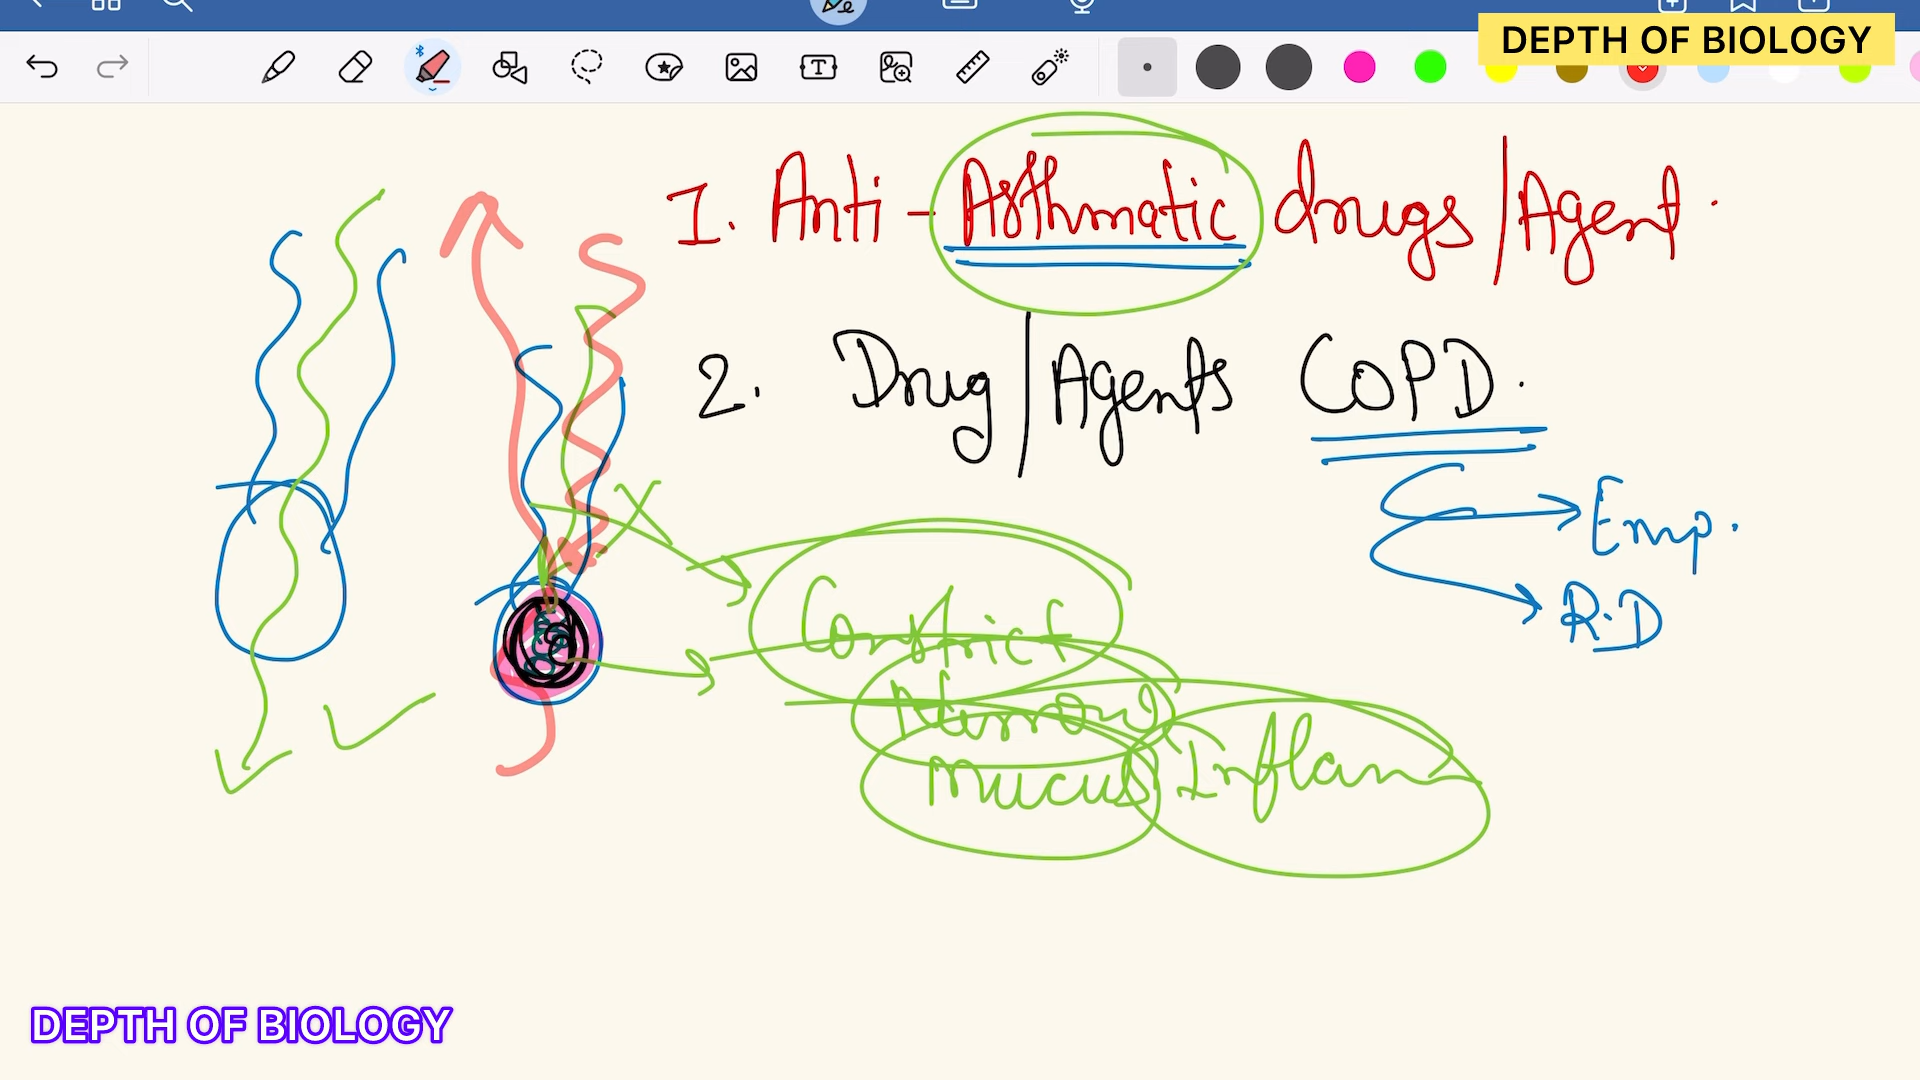 DEPTH OF BIOLOGY
1. Anti-Asthmatic drugs/Agent.
2. Drug/Agents COPD.
Emp.
R.D
Constrict
Narrow
Mucus Inflam
DEPTH OF BIOLOGY